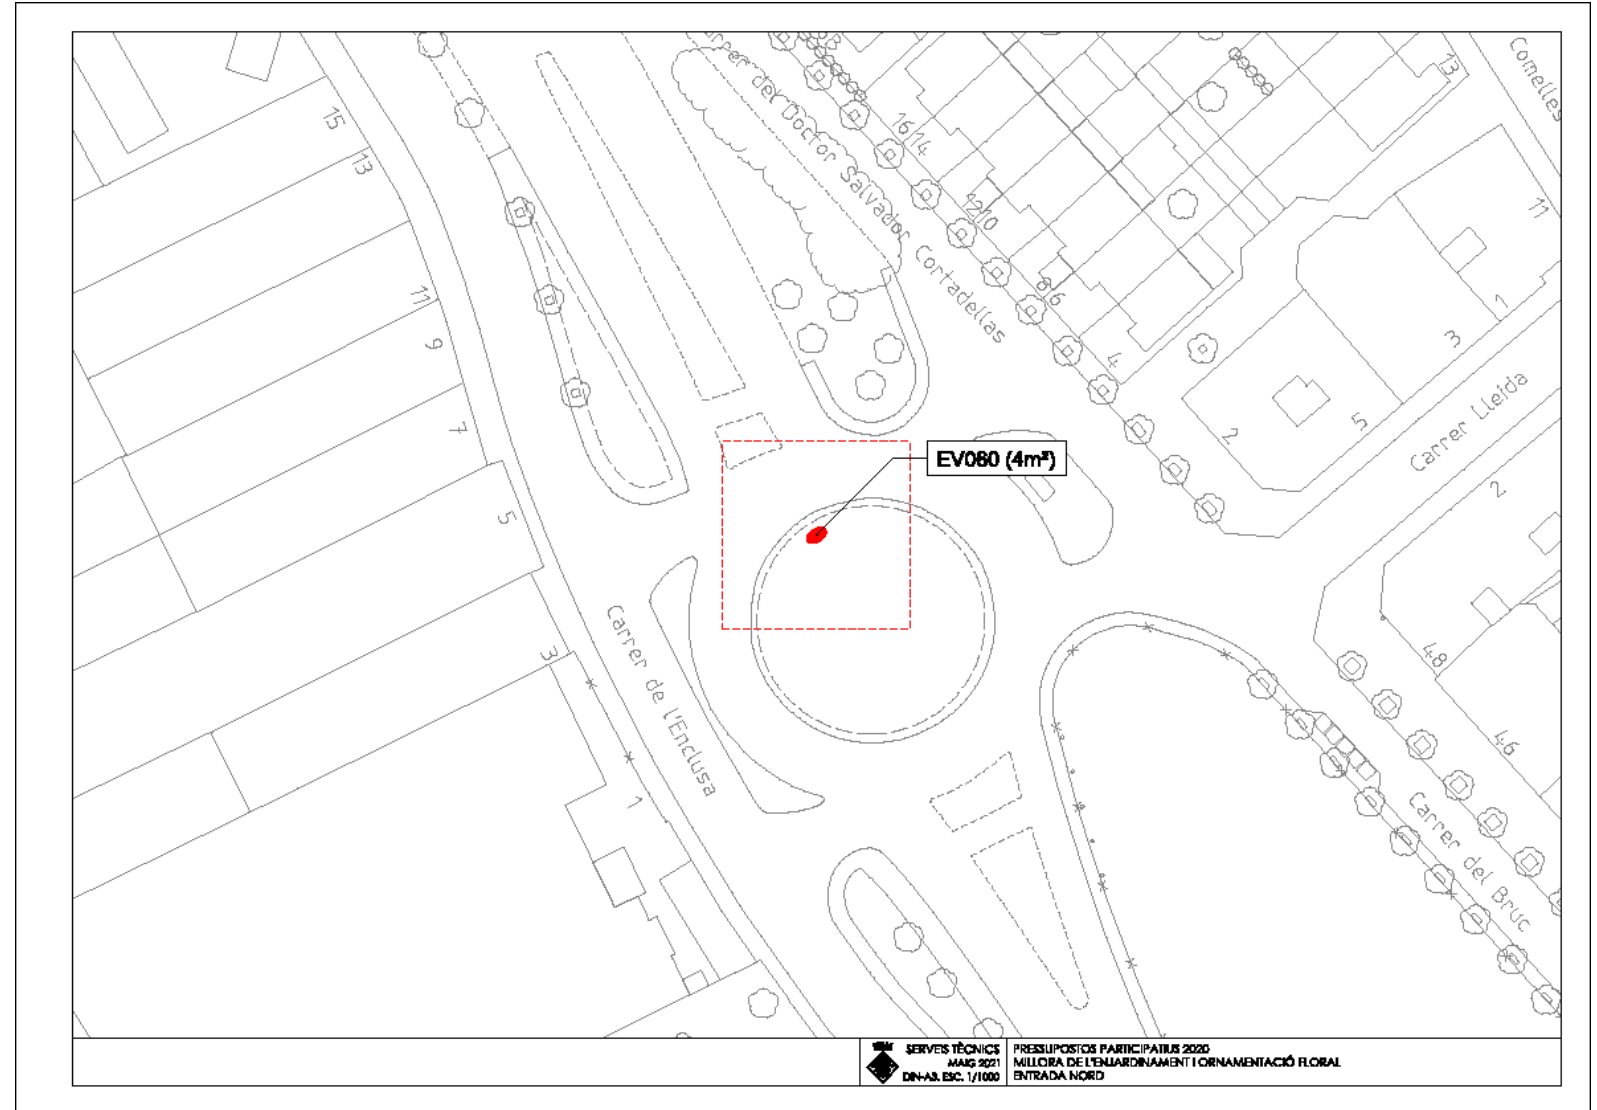 15
13
11
9
7
5
3
1
Carrer de l'Enclusa
Carrer del Doctor Salvador Cortadellas
16 14
12 10
8 6
4
13
Comelles
11
1
3
5
2
Carrer Lleida
2
48
46
Carrer del Bruc
EV060 (4m²)
SERVEIS TÈCNICS
MAIG 2021
DIN-A3. ESC. 1/1000
PRESSUPOSTOS PARTICIPATIUS 2020
MILLORA DE L'ENJARDINAMENT I ORNAMENTACIÓ FLORAL
ENTRADA NORD